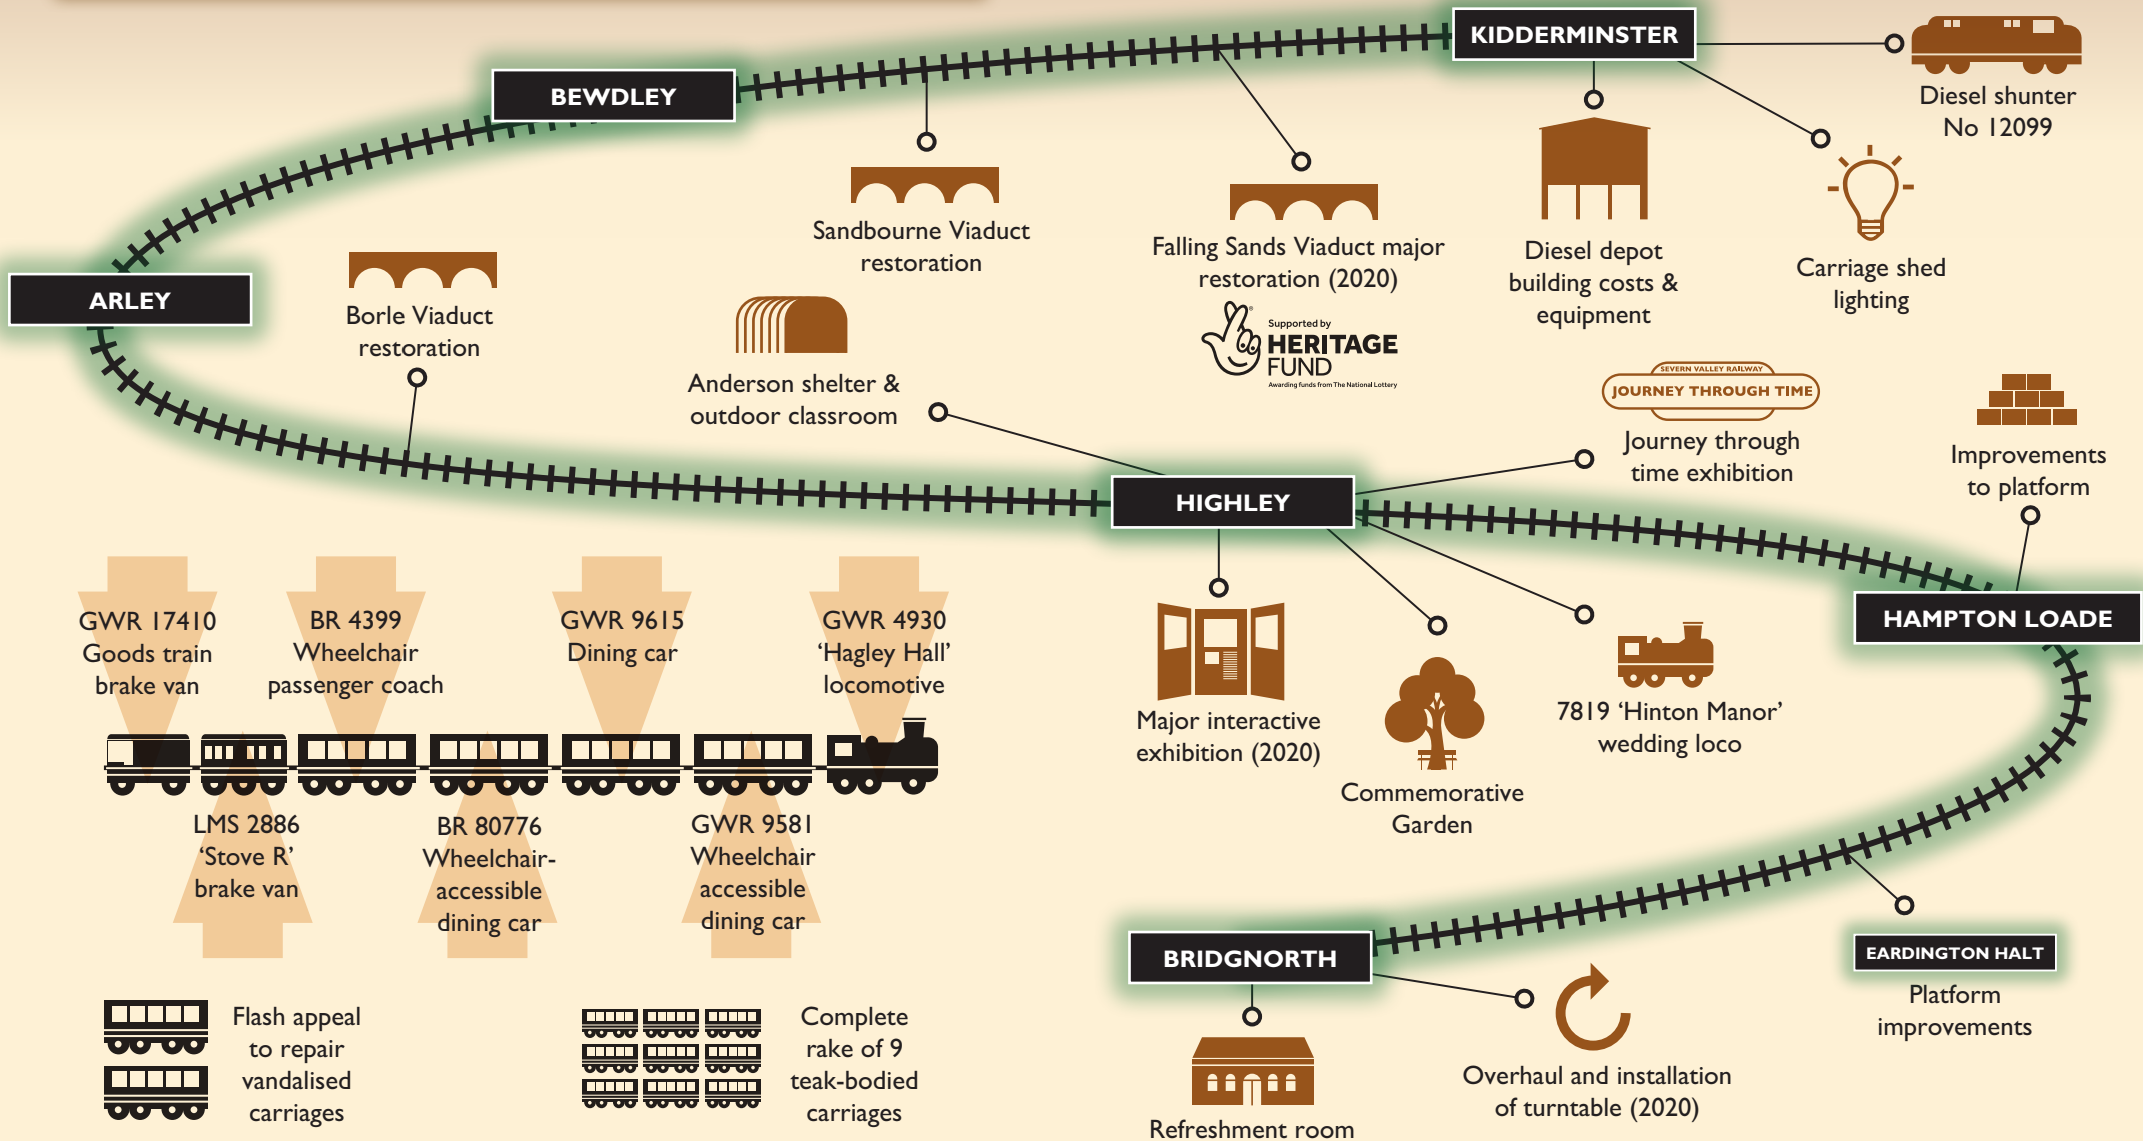 KIDDERMINSTER
Diesel shunter
No 12099
BEWDLEY
Sandbourne Viaduct
restoration
Falling Sands Viaduct major
restoration (2020)
Supported by
HERITAGE
FUND
Awarding funds from The National Lottery
Diesel depot
building costs &
equipment
Carriage shed
lighting
ARLEY
Borle Viaduct
restoration
Anderson shelter &
outdoor classroom
SEVERN VALLEY RAILWAY
JOURNEY THROUGH TIME
Journey through
time exhibition
Improvements
to platform
HIGHLEY
HAMPTON LOADE
Major interactive
exhibition (2020)
Commemorative
Garden
7819 ‘Hinton Manor’
wedding loco
GWR 17410
Goods train
brake van
BR 4399
Wheelchair
passenger coach
GWR 9615
Dining car
GWR 4930
‘Hagley Hall’
locomotive
LMS 2886
‘Stove R’
brake van
BR 80776
Wheelchair-
accessible
dining car
GWR 9581
Wheelchair
accessible
dining car
BRIDGNORTH
EARDINGTON HALT
Platform
improvements
Flash appeal
to repair
vandalised
carriages
Complete
rake of 9
teak-bodied
carriages
Refreshment room
Overhaul and installation
of turntable (2020)